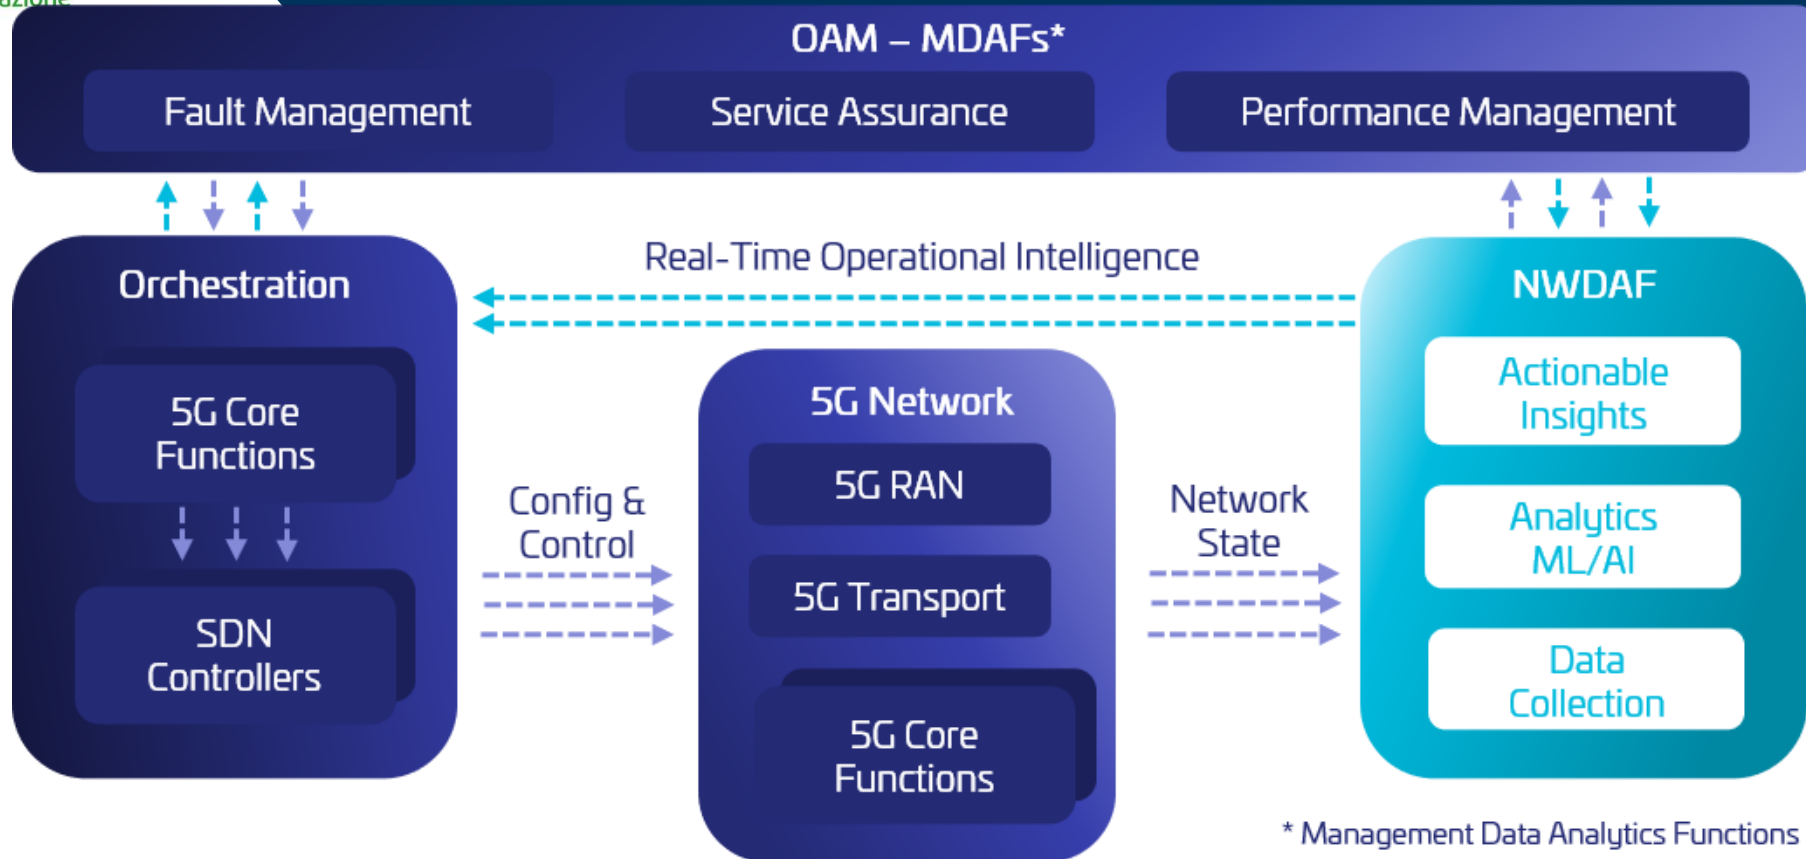 OAM – MDAFs*
Fault Management
Service Assurance
Performance Management
Orchestration
5G Core
Functions
SDN
Controllers
Real-Time Operational Intelligence
Config &
Control
5G Network
5G RAN
5G Transport
5G Core
Functions
Network
State
NWDAF
Actionable
Insights
Analytics
ML/AI
Data
Collection
* Management Data Analytics Functions